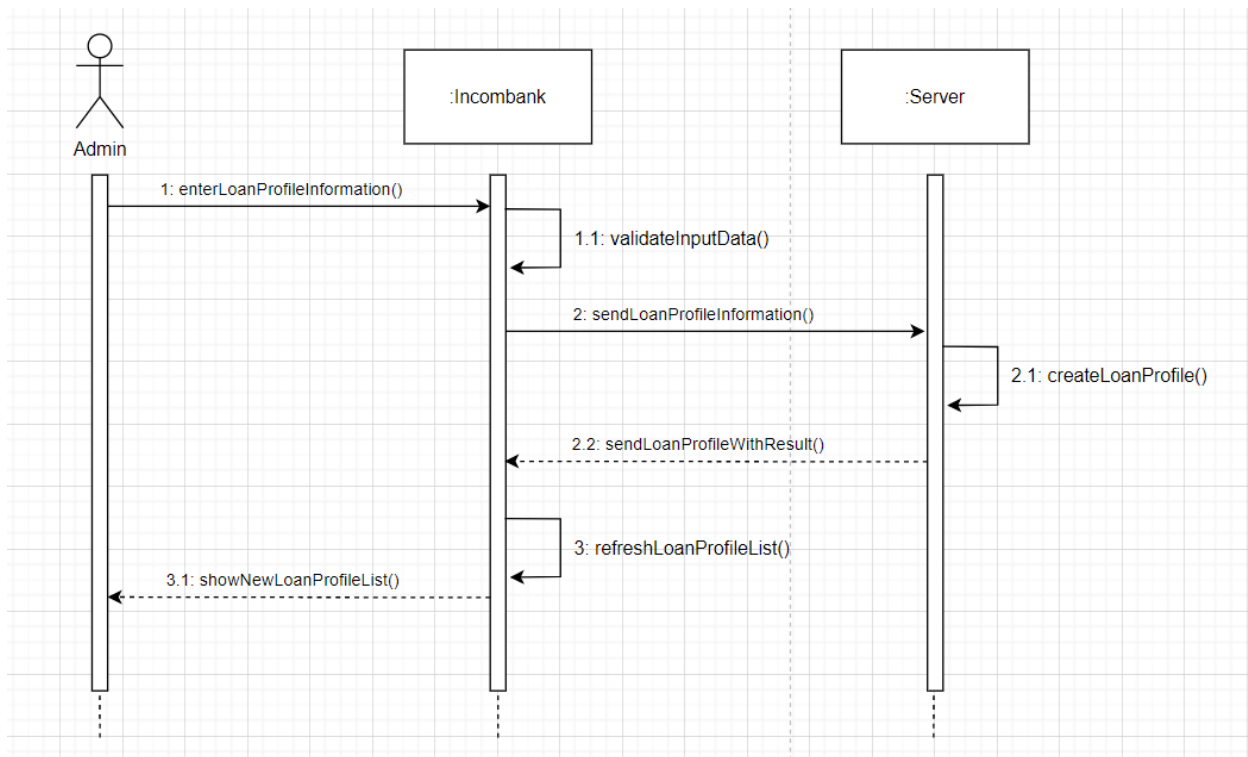 :Incombank
:Server
Admin
1: enterLoanProfileInformation()
1.1: validateInputData()
2: sendLoanProfileInformation()
2.1: createLoanProfile()
2.2: sendLoanProfileWithResult()
3: refreshLoanProfileList()
3.1: showNewLoanProfileList()